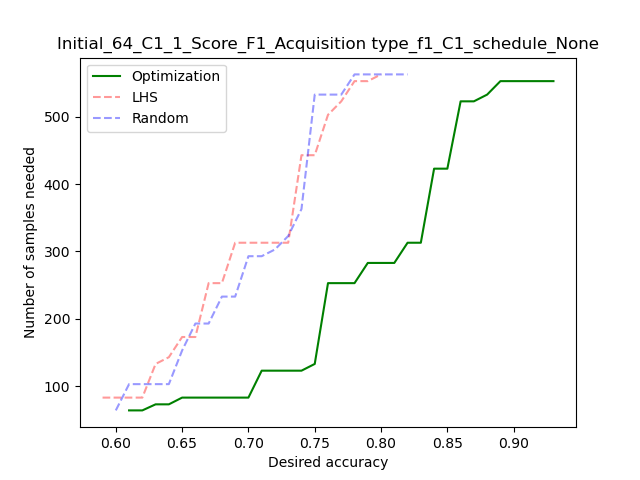 Initial_64_C1_1_Score_F1_Acquisition type_f1_C1_schedule_None
Optimization
LHS
Random
Number of samples needed
500
400
300
200
100
0.60 0.65 0.70 0.75 0.80 0.85 0.90
Desired accuracy